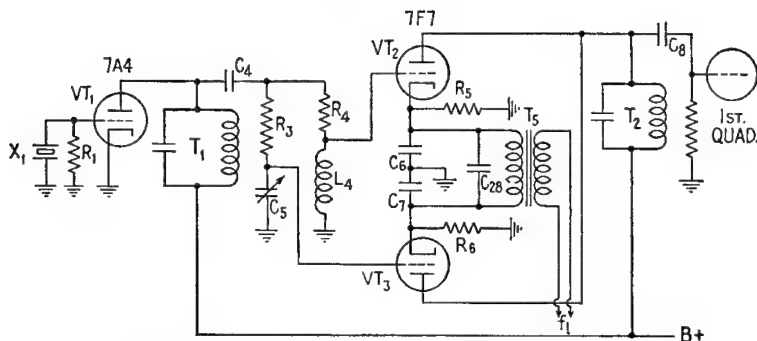 7F7
7A4
VT2
C4
C8
VT1
R5
R4
R3
T5
T1
T2
X1
R1
1ST.
QUAD.
C6
C28
C5
L4
C7
R6
VT3
f1
B+